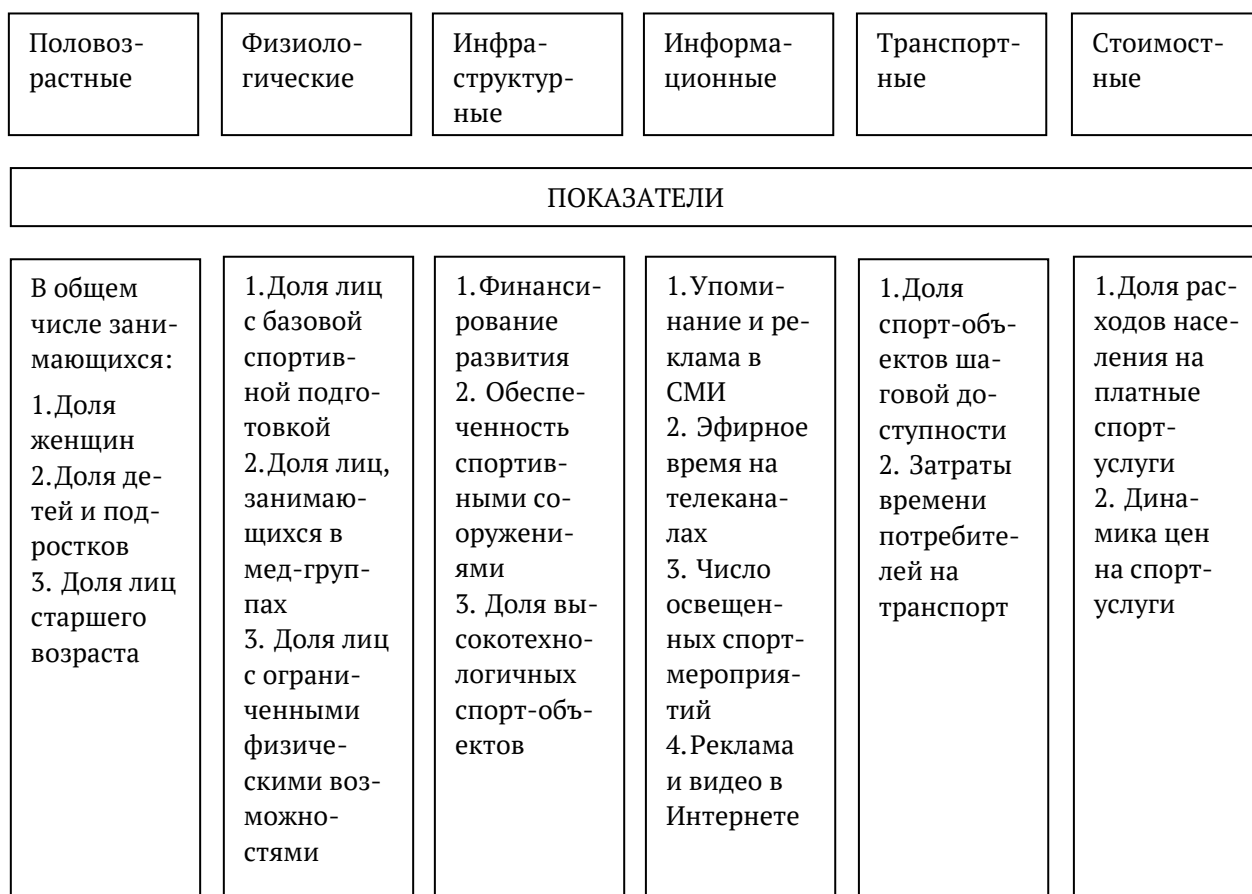 Половоз-
растные
Физиоло-
гические
Инфра-
структур-
ные
Информа-
ционные
Транспорт-
ные
Стоимост-
ные
ПОКАЗАТЕЛИ
В общем
числе зани-
мающихся:
1.Доля
женщин
2.Доля де-
тей и под-
ростков
3. Доля лиц
старшего
возраста
1.Доля лиц
с базовой
спортив-
ной подго-
товкой
2.Доля лиц,
занимаю-
щихся в
мед-груп-
пах
3. Доля лиц
с ограни-
ченными
физиче-
скими воз-
можно-
стями
1.Финанси-
рование
развития
2. Обеспе-
ченность
спортив-
ными со-
оружени-
ями
3. Доля вы-
сокотехно-
логичных
спорт-объ-
ектов
1.Упоми-
нание и ре-
клама в
СМИ
2. Эфирное
время на
телекана-
лах
3. Число
освещен-
ных спорт-
мероприя-
тий
4.Реклама
и видео в
Интернете
1.Доля
спорт-объ-
ектов ша-
говой до-
ступности
2. Затраты
времени
потребите-
лей на
транспорт
1.Доля рас-
ходов насе-
ления на
платные
спорт-
услуги
2. Дина-
мика цен
на спорт-
услуги